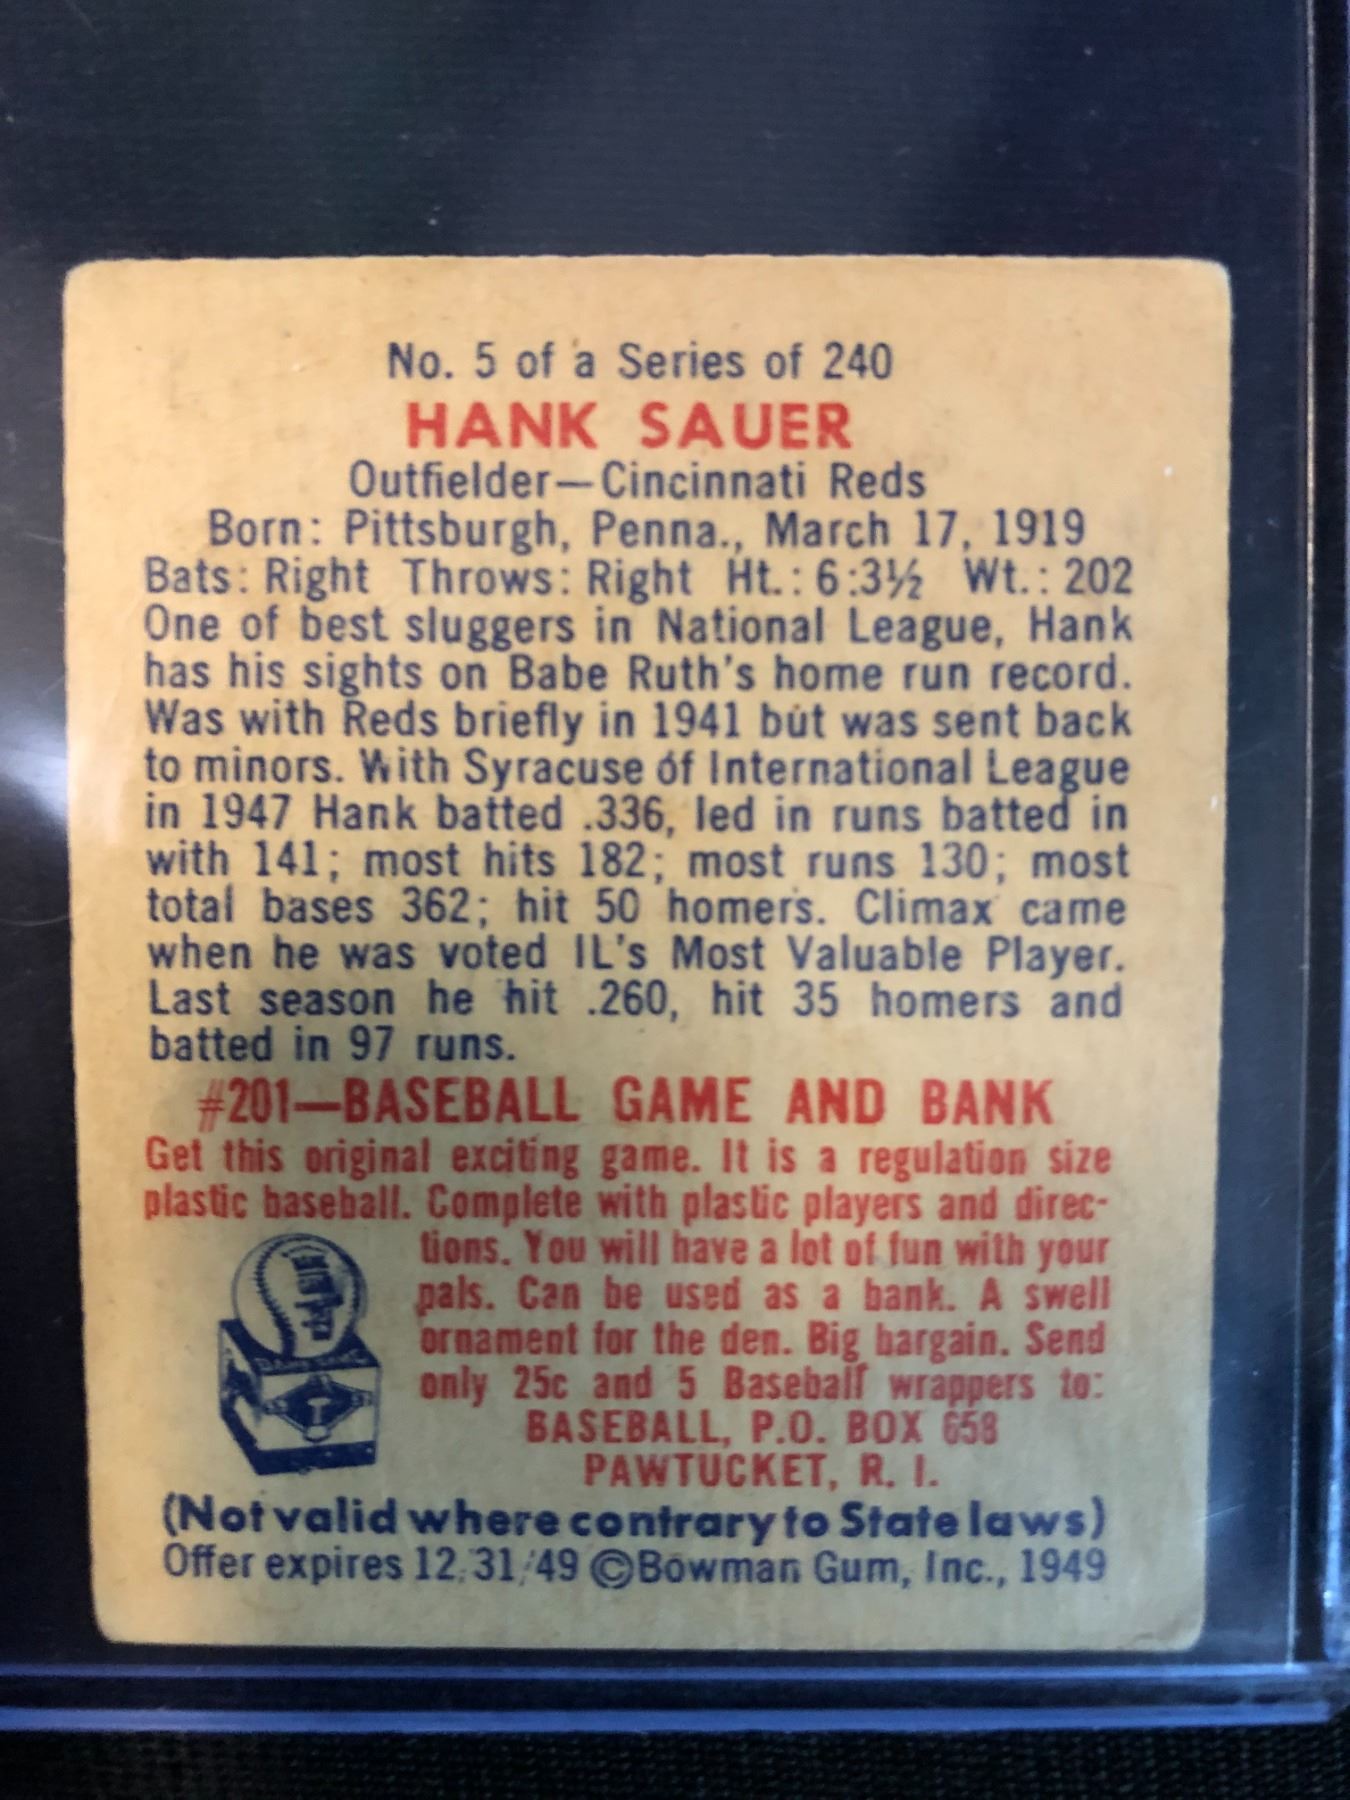 No. 5 of a Series of 240
HANK SAUER
Outfielder—Cincinnati Reds
Born: Pittsburgh, Penna., March 17, 1919
Bats: Right Throws: Right Ht.: 6:3½ Wt.: 202
One of best sluggers in National League, Hank
has his sights on Babe Ruth's home run record.
Was with Reds briefly in 1941 but was sent back
to minors. With Syracuse of International League
in 1947 Hank batted .336, led in runs batted in
with 141; most hits 182; most runs 130; most
total bases 362; hit 50 homers. Climax came
when he was voted IL's Most Valuable Player.
Last season he hit .260, hit 35 homers and
batted in 97 runs.
#201—BASEBALL GAME AND BANK
Get this original exciting game. It is a regulation size
plastic baseball. Complete with plastic players and direc-
tions. You will have a lot of fun with your
pals. Can be used as a bank. A swell
ornament for the den. Big bargain. Send
only 25c and 5 Baseball wrappers to:
BASEBALL, P.O. BOX 658
PAWTUCKET, R. I.
(Not valid where contrary to State laws)
Offer expires 12/31/49 ©Bowman Gum, Inc., 1949